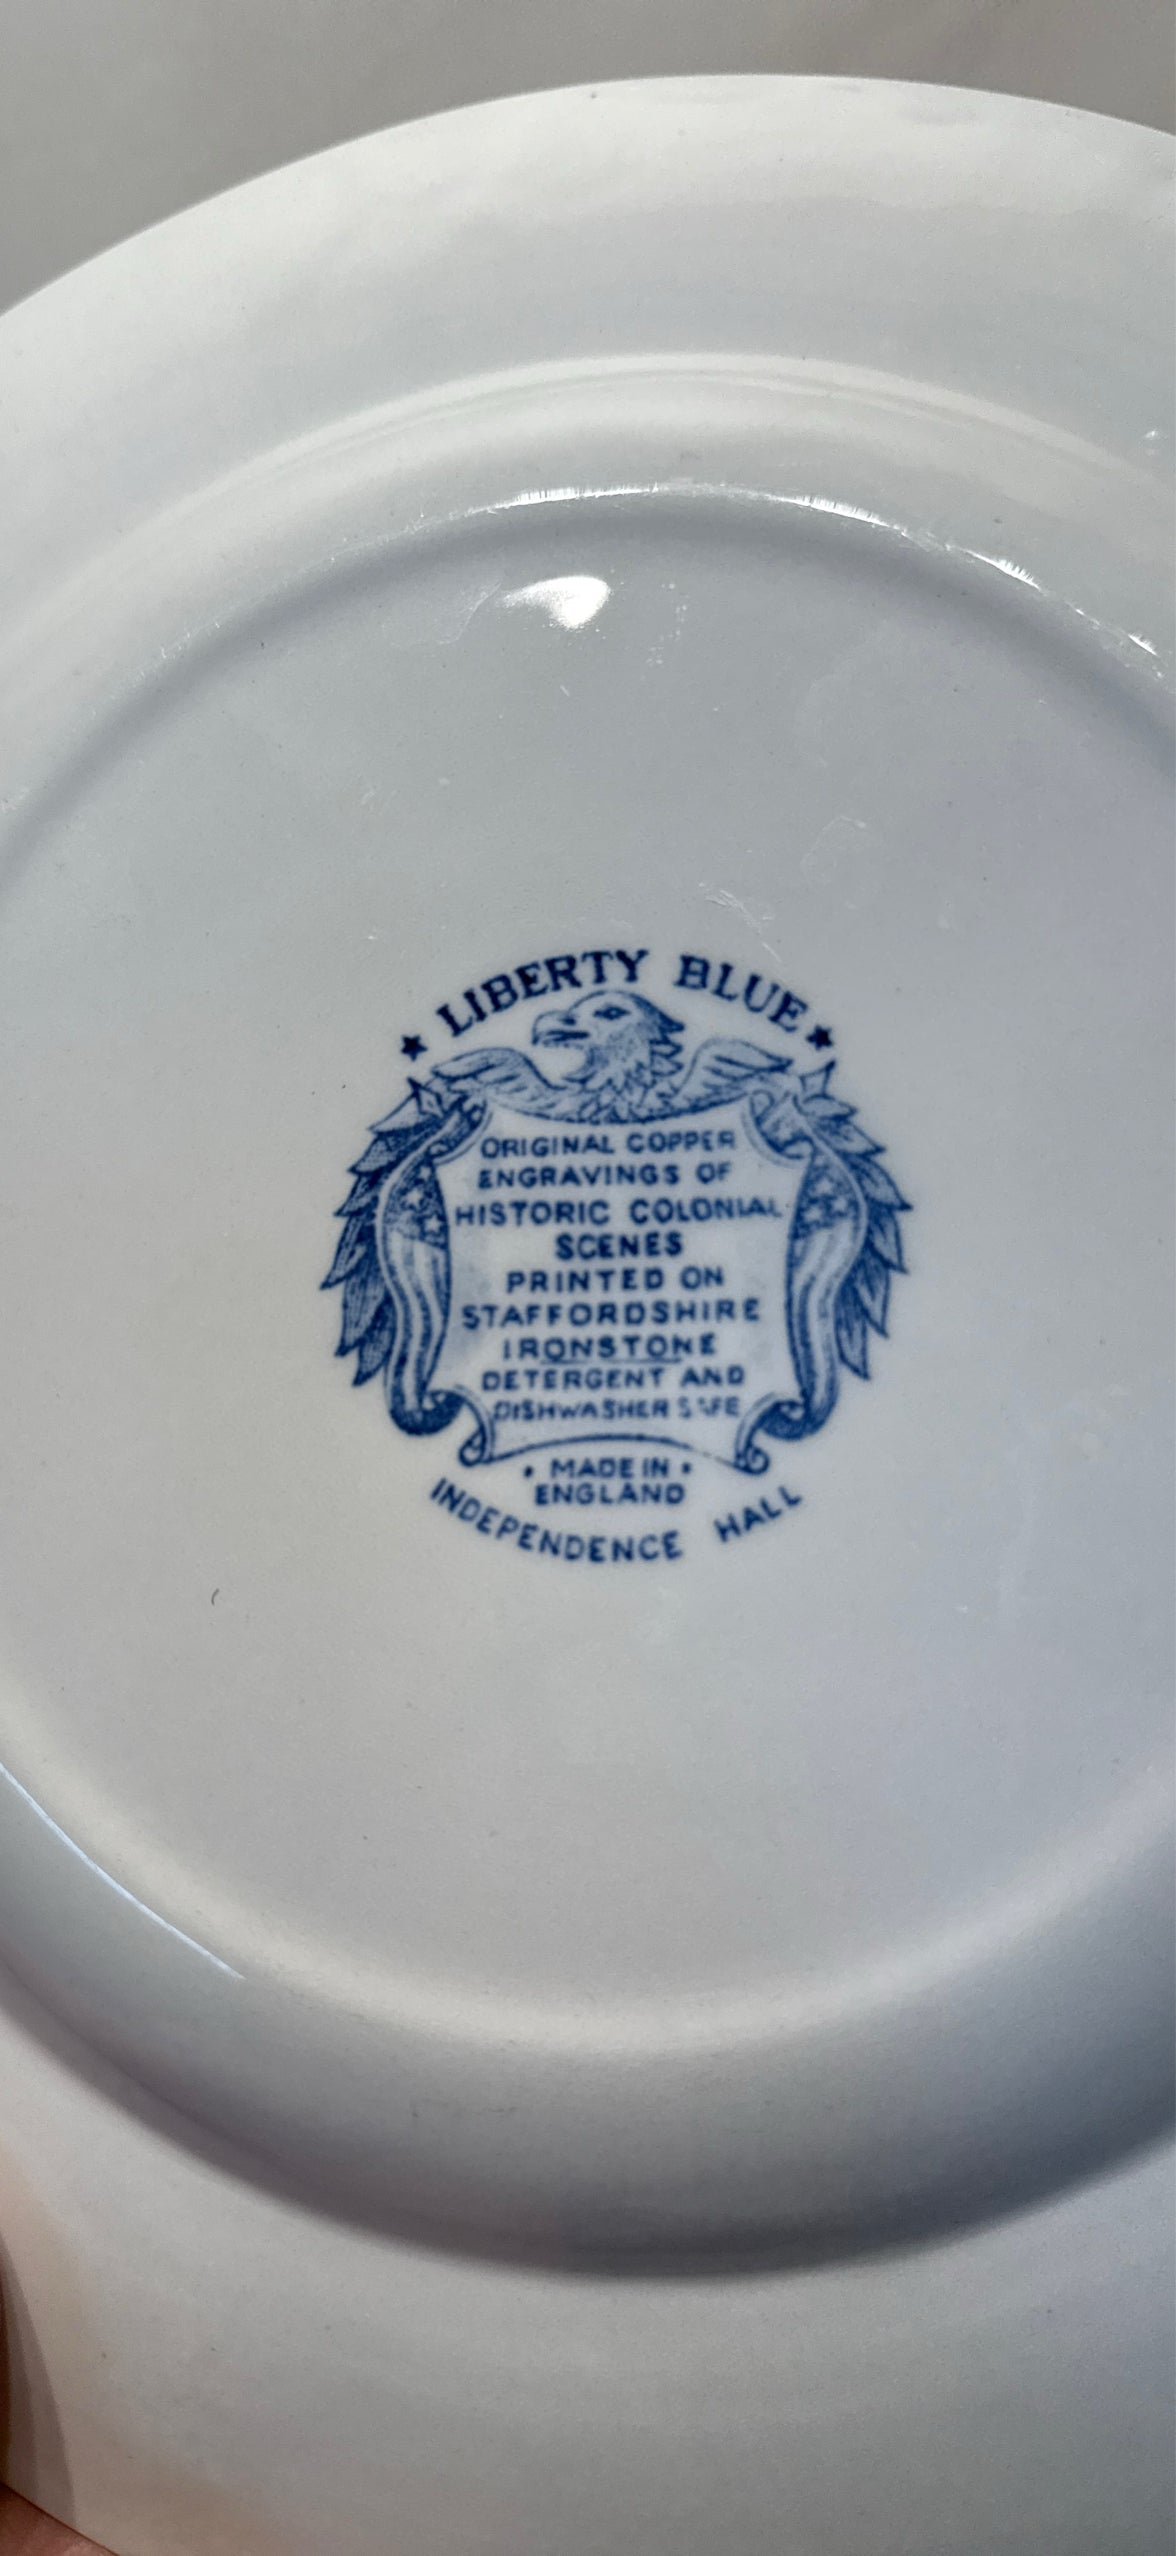 ★ LIBERTY BLUE ★
ORIGINAL COPPER
ENGRAVINGS OF
HISTORIC COLONIAL
SCENES
PRINTED ON
STAFFORDSHIRE
IRONSTONE
DETERGENT AND
DISHWASHER SAFE
• MADE IN •
ENGLAND
INDEPENDENCE HALL